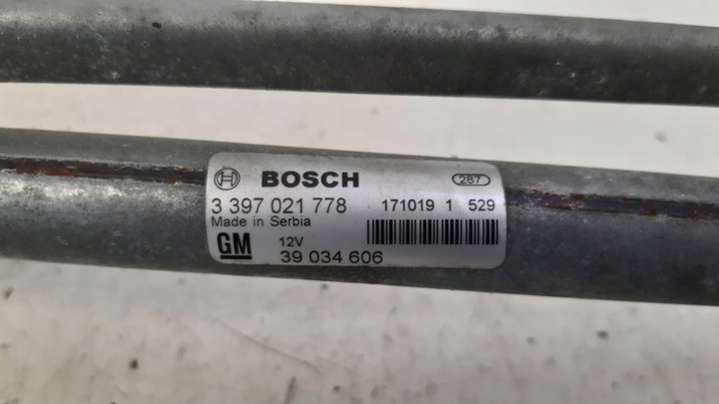 BOSCH 287
3 397 021 778 171019 1 529
Made in Serbia
GM 12V
39 034 606